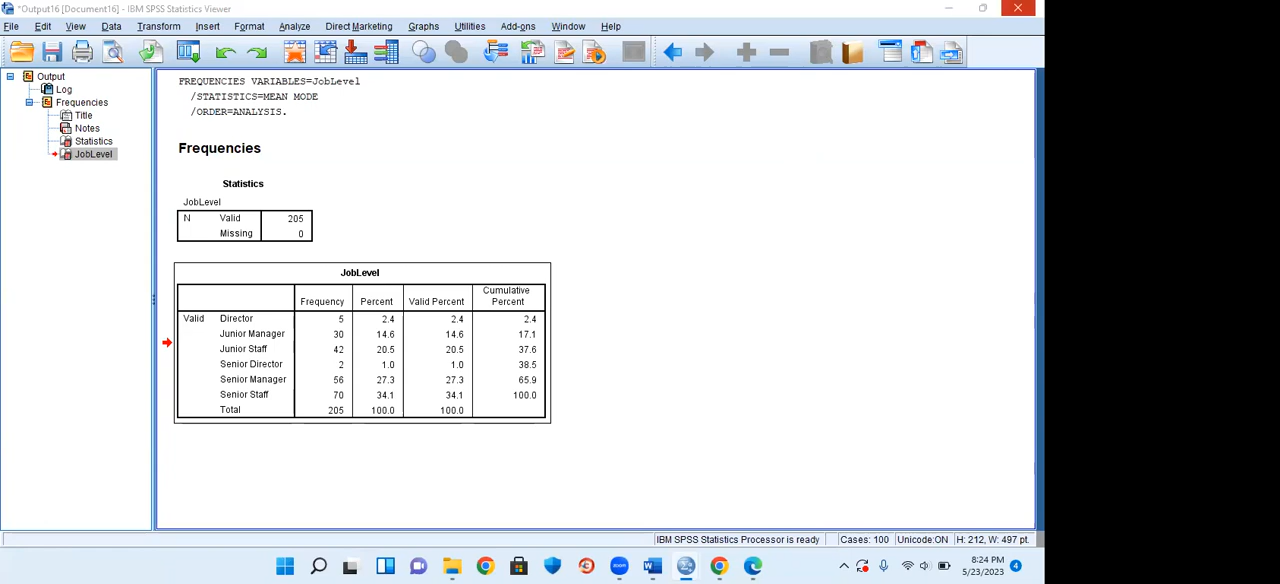 *Output16 [Document16] - IBM SPSS Statistics Viewer
File Edit View Data Transform Insert Format Analyze Direct Marketing Graphs Utilities Add-ons Window Help
Output
Log
Frequencies
Title
Notes
Statistics
JobLevel
FREQUENCIES VARIABLES=JobLevel
/STATISTICS=MEAN MODE
/ORDER=ANALYSIS.
Frequencies
Statistics
JobLevel
N Valid 205
Missing 0
JobLevel
Frequency Percent Valid Percent Cumulative Percent
Valid Director 5 2.4 2.4 2.4
Junior Manager 30 14.6 14.6 17.1
Junior Staff 42 20.5 20.5 37.6
Senior Director 2 1.0 1.0 38.5
Senior Manager 56 27.3 27.3 65.9
Senior Staff 70 34.1 34.1 100.0
Total 205 100.0 100.0
IBM SPSS Statistics Processor is ready Cases: 100 Unicode:ON H: 212, W: 497 pt.
zoom
8:24 PM
5/23/2023
4